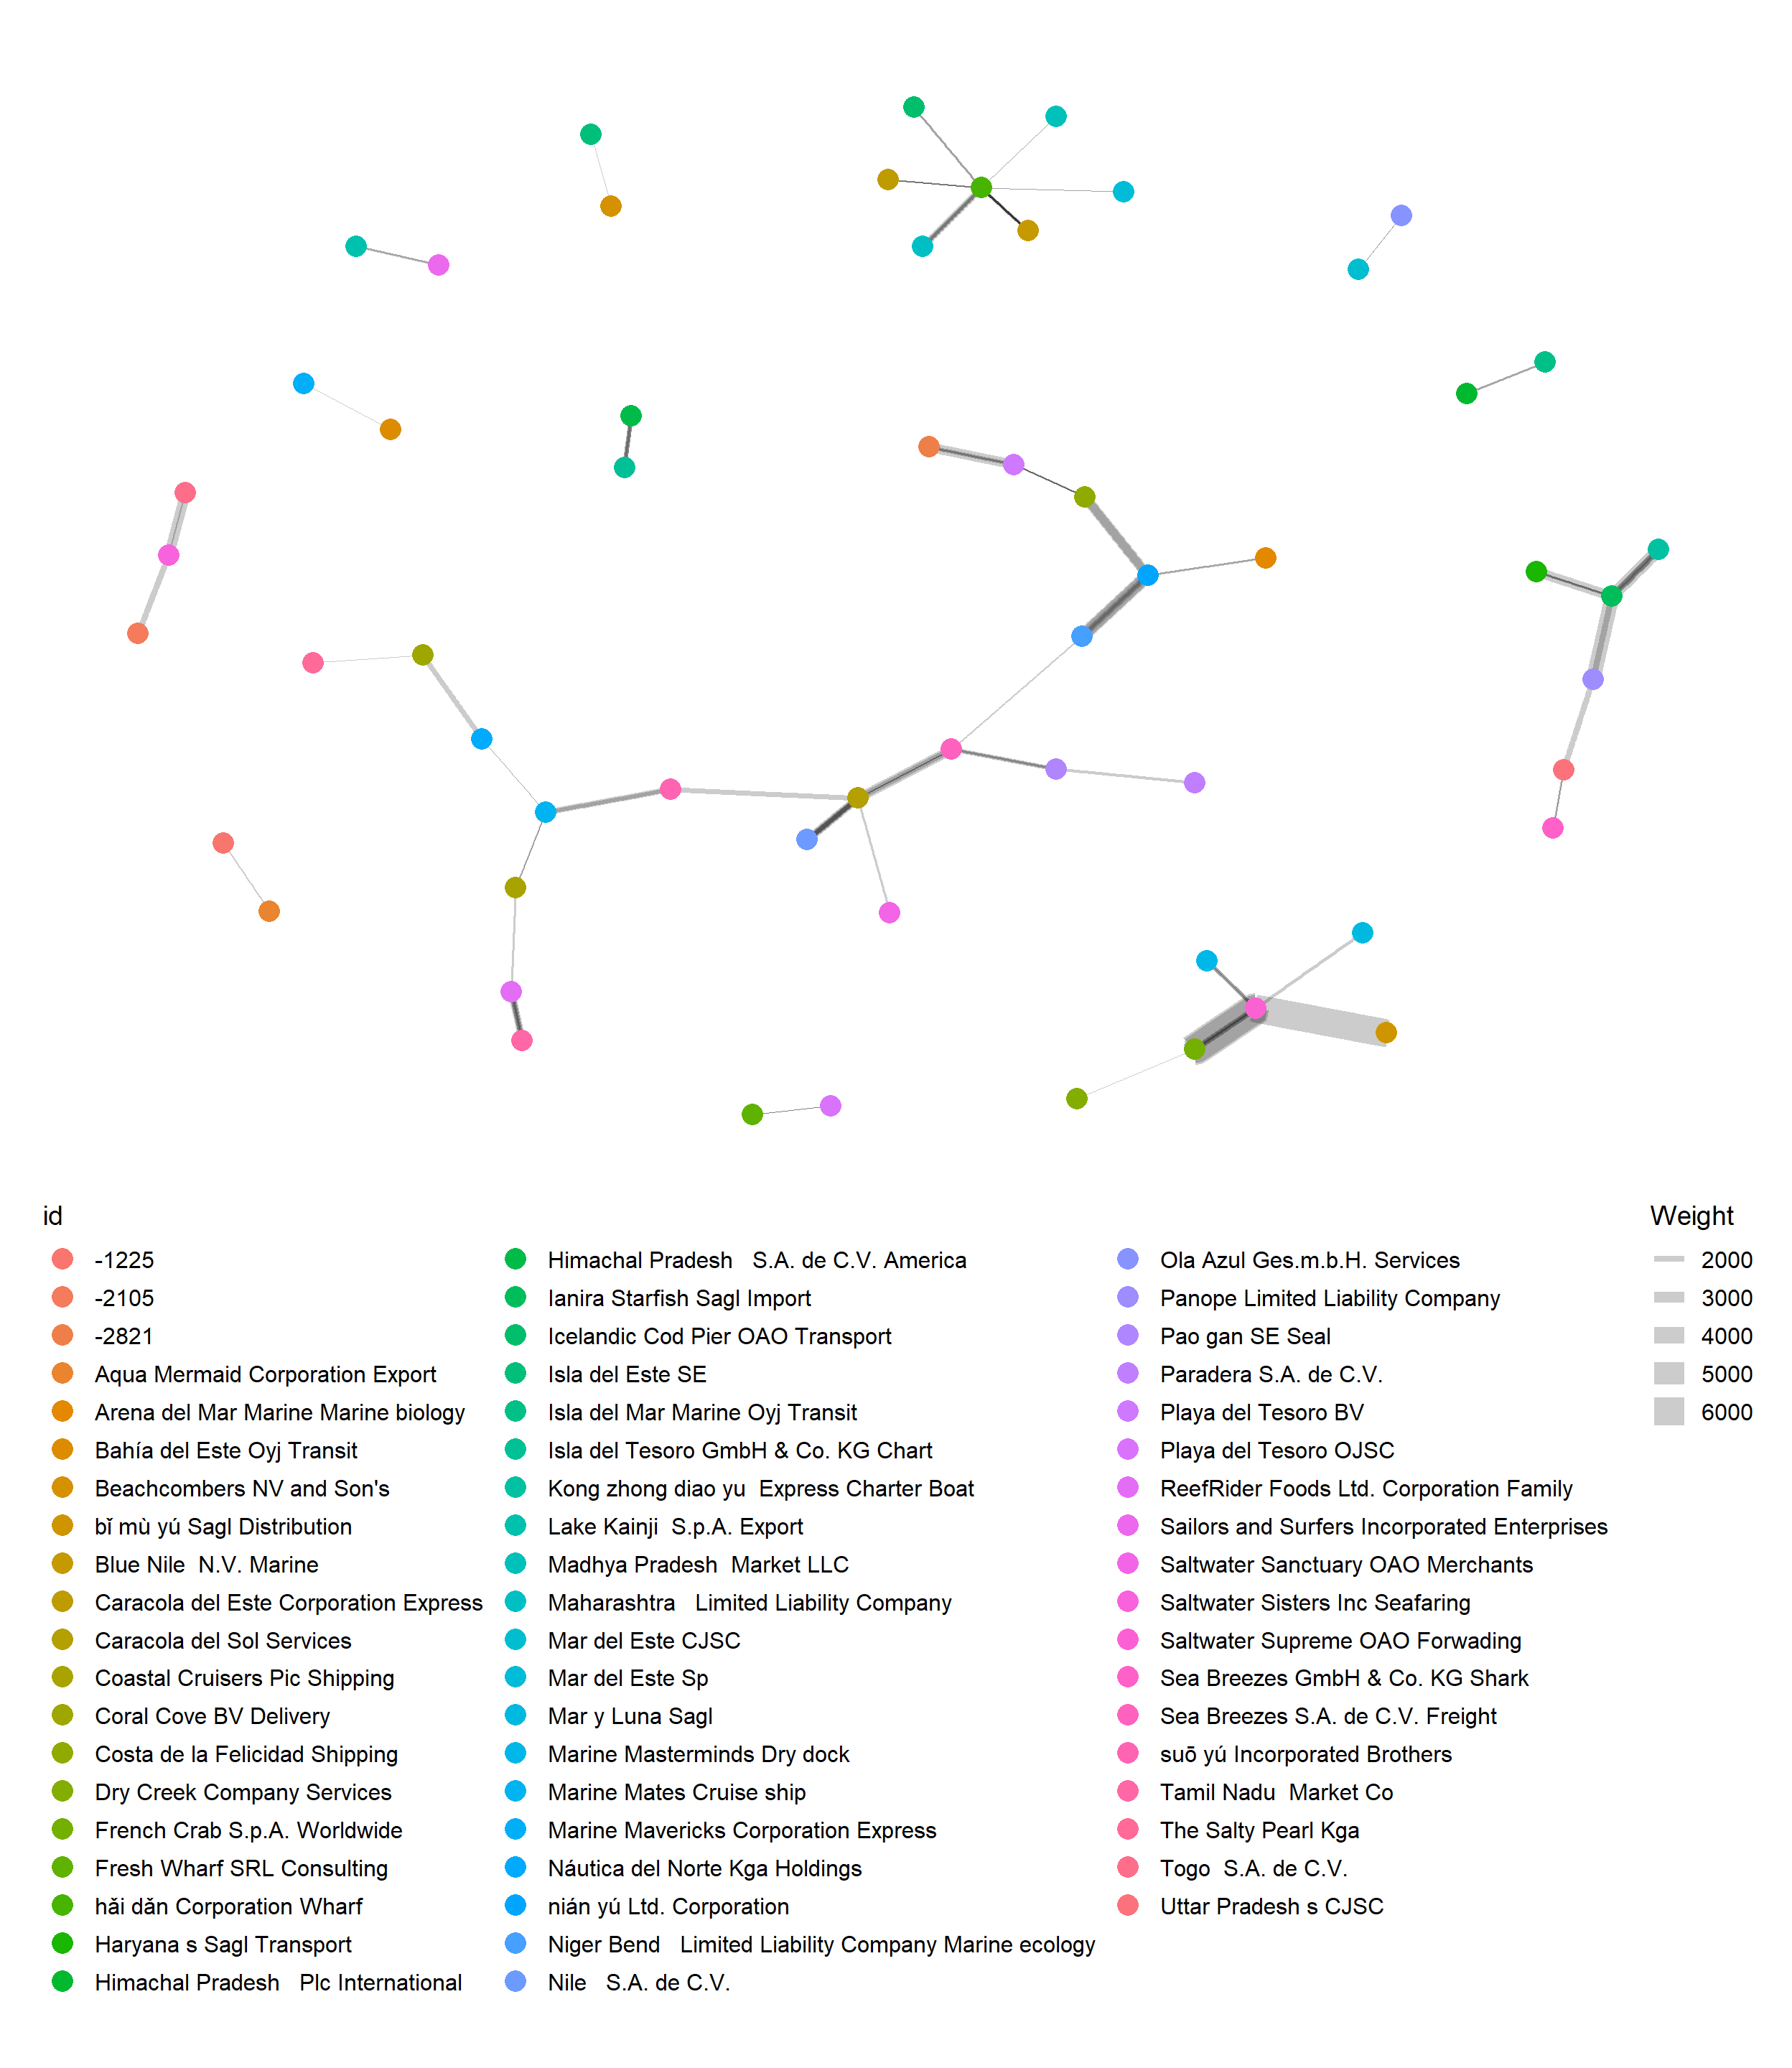 id
-1225
-2105
-2821
Aqua Mermaid Corporation Export
Arena del Mar Marine Marine biology
Bahía del Este Oyj Transit
Beachcombers NV and Son's
bǐ mù yú Sagl Distribution
Blue Nile  N.V. Marine
Caracola del Este Corporation Express
Caracola del Sol Services
Coastal Cruisers Pic Shipping
Coral Cove BV Delivery
Costa de la Felicidad Shipping
Dry Creek Company Services
French Crab S.p.A. Worldwide
Fresh Wharf SRL Consulting
hǎi dǎn Corporation Wharf
Haryana s Sagl Transport
Himachal Pradesh   Plc International
Himachal Pradesh   S.A. de C.V. America
Ianira Starfish Sagl Import
Icelandic Cod Pier OAO Transport
Isla del Este SE
Isla del Mar Marine Oyj Transit
Isla del Tesoro GmbH & Co. KG Chart
Kong zhong diao yu  Express Charter Boat
Lake Kainji  S.p.A. Export
Madhya Pradesh  Market LLC
Maharashtra   Limited Liability Company
Mar del Este CJSC
Mar del Este Sp
Mar y Luna Sagl
Marine Masterminds Dry dock
Marine Mates Cruise ship
Marine Mavericks Corporation Express
Náutica del Norte Kga Holdings
nián yú Ltd. Corporation
Niger Bend   Limited Liability Company Marine ecology
Nile   S.A. de C.V.
Ola Azul Ges.m.b.H. Services
Panope Limited Liability Company
Pao gan SE Seal
Paradera S.A. de C.V.
Playa del Tesoro BV
Playa del Tesoro OJSC
ReefRider Foods Ltd. Corporation Family
Sailors and Surfers Incorporated Enterprises
Saltwater Sanctuary OAO Merchants
Saltwater Sisters Inc Seafaring
Saltwater Supreme OAO Forwading
Sea Breezes GmbH & Co. KG Shark
Sea Breezes S.A. de C.V. Freight
suō yú Incorporated Brothers
Tamil Nadu  Market Co
The Salty Pearl Kga
Togo  S.A. de C.V.
Uttar Pradesh s CJSC
Weight
2000
3000
4000
5000
6000